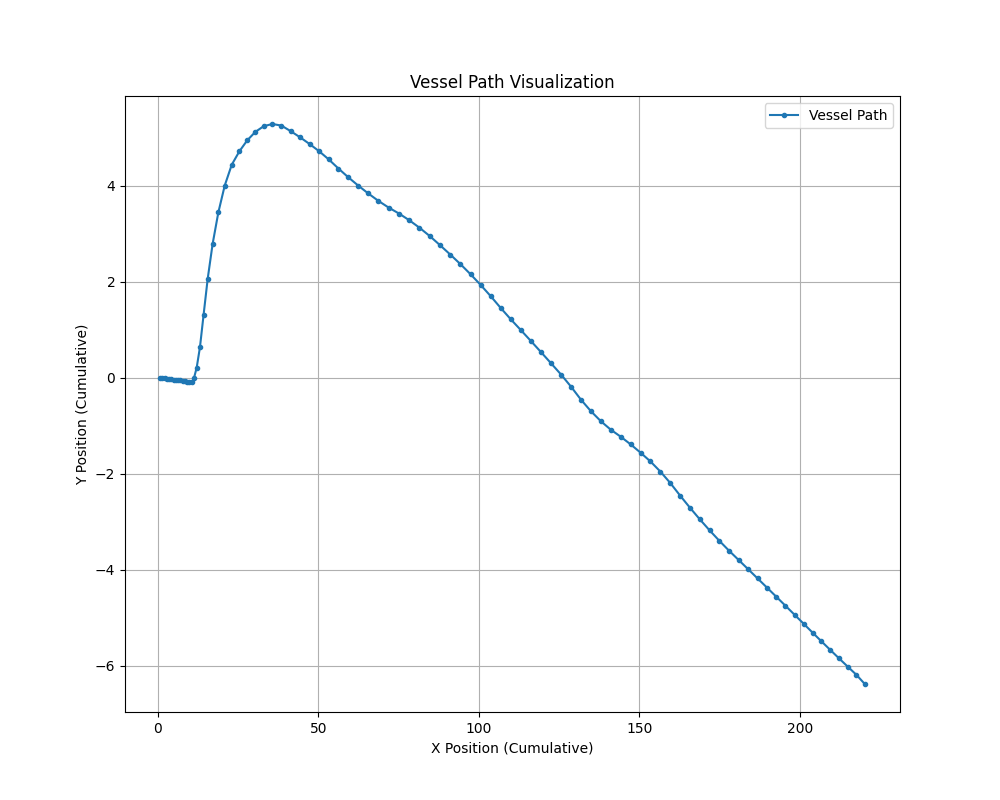 Vessel Path Visualization
Vessel Path
Y Position (Cumulative)
4
2
0
−2
−4
−6
0 50 100 150 200
X Position (Cumulative)